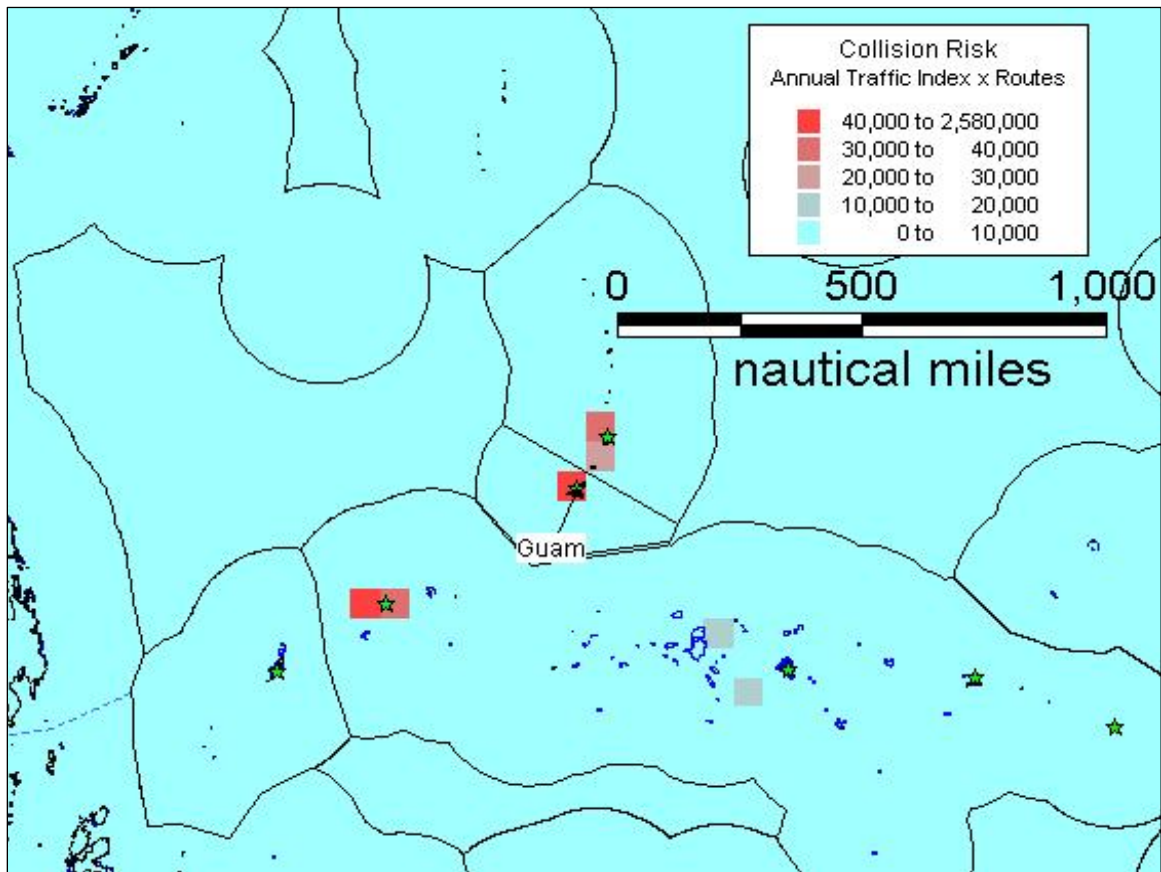 Collision Risk
Annual Traffic Index x Routes
40,000 to 2,580,000
30,000 to 40,000
20,000 to 30,000
10,000 to 20,000
0 to 10,000
0 500 1,000
nautical miles
Guam